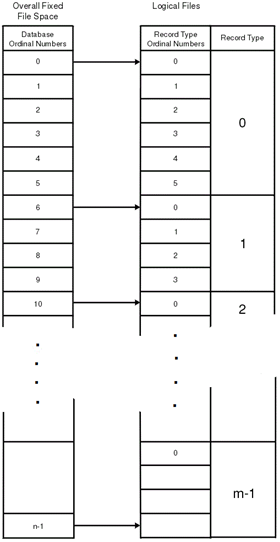 Overall Fixed
File Space
Logical Files
Database
Ordinal Numbers
Record Type
Ordinal Numbers
Record Type
0
0
1
1
2
2
3
3
4
4
5
5
0
6
0
7
1
8
2
9
3
1
10
0
2
0
m-1
n-1